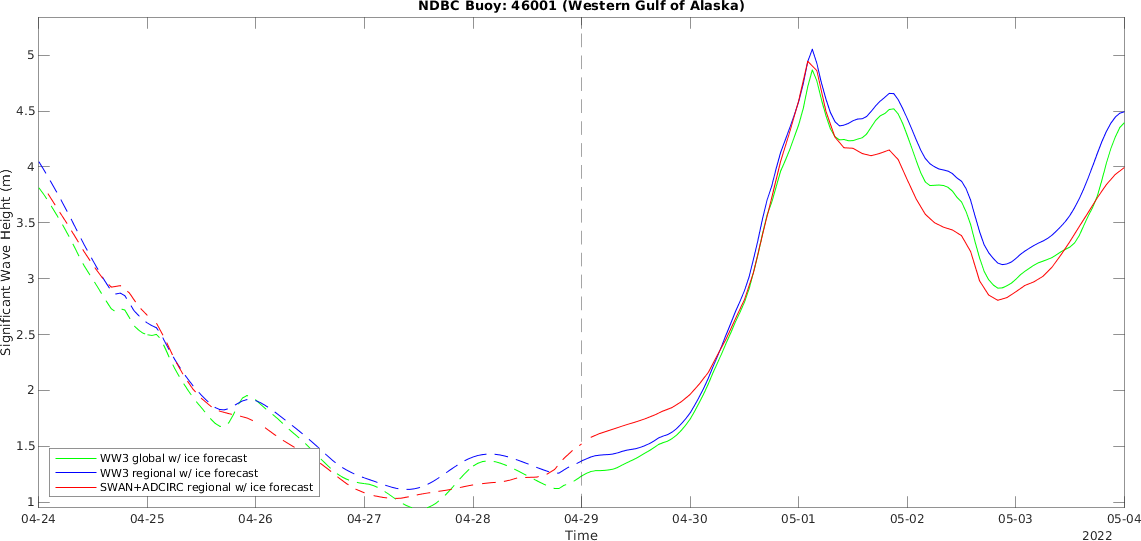 NDBC Buoy: 46001 (Western Gulf of Alaska)
Significant Wave Height (m)
5
4.5
4
3.5
3
2.5
2
1.5
1
WW3 global w/ ice forecast
WW3 regional w/ ice forecast
SWAN+ADCIRC regional w/ ice forecast
04-24 04-25 04-26 04-27 04-28 04-29 04-30 05-01 05-02 05-03 05-04
Time
2022